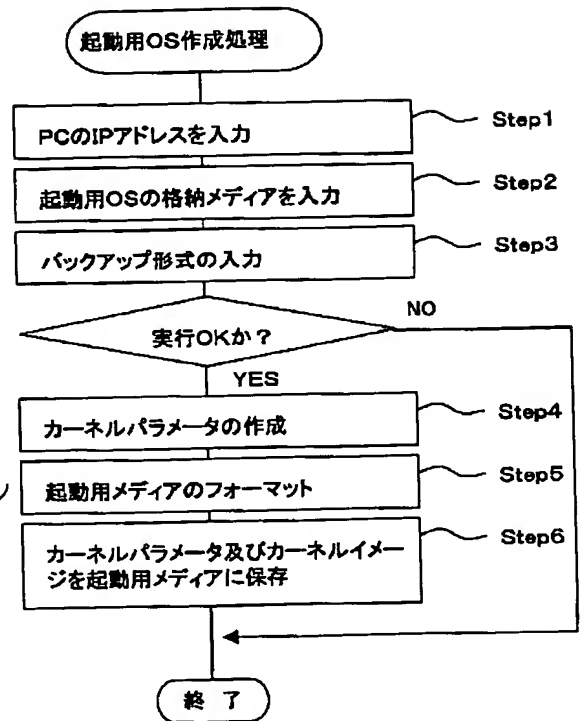 起動用OS作成処理
PCのIPアドレスを入力
Step1
起動用OSの格納メディアを入力
Step2
バックアップ形式の入力
Step3
実行OKか？
NO
YES
カーネルパラメータの作成
Step4
起動用メディアのフォーマット
Step5
カーネルパラメータ及びカーネルイメー
ジを起動用メディアに保存
Step6
終 了